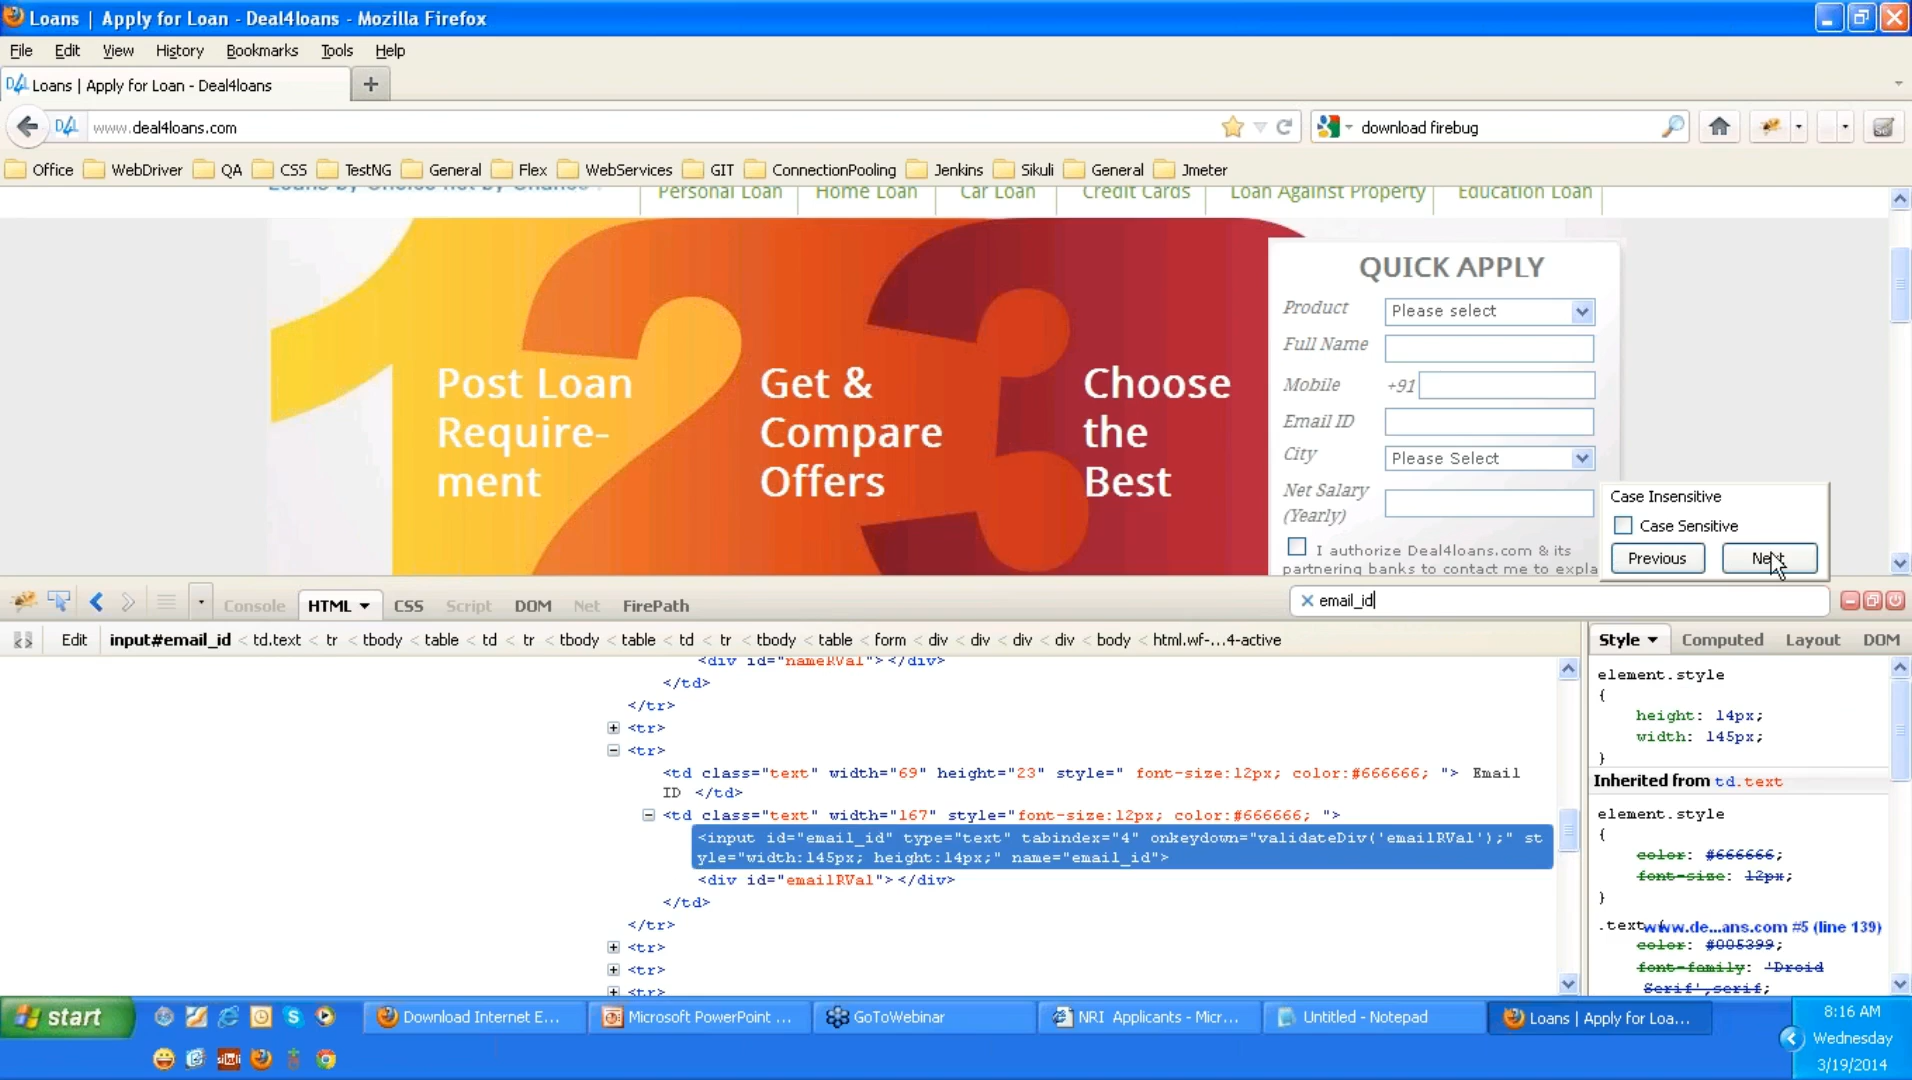 Loans | Apply for Loan - Deal4loans - Mozilla Firefox
File Edit View History Bookmarks Tools Help
Loans | Apply for Loan - Deal4loans
www.deal4loans.com
download firebug
Office WebDriver QA CSS TestNG General Flex WebServices GIT ConnectionPooling Jenkins Sikuli General Jmeter
Loans by Choice not by Chance
Personal Loan Home Loan Car Loan Credit Cards Loan Against Property Education Loan
123
Post Loan
Require-
ment
Get &
Compare
Offers
Choose
the
Best
QUICK APPLY
Product Please select
Full Name
Mobile +91
Email ID
City Please Select
Net Salary
(Yearly)
I authorize Deal4loans.com & its
partnering banks to contact me to expla
Case Insensitive
Case Sensitive
Previous Next
Console HTML CSS Script DOM Net FirePath
email_id
Edit input#email_id < td.text < tr < tbody < table < td < tr < tbody < table < td < tr < tbody < table < form < div < div < div < div < body < html.wf-...4-active
<div id="nameRVal"></div>
</td>
</tr>
<tr>
<tr>
<td class="text" width="69" height="23" style=" font-size:12px; color:#666666; "> Email
ID </td>
<td class="text" width="167" style="font-size:12px; color:#666666; ">
<input id="email_id" type="text" tabindex="4" onkeydown="validateDiv('emailRVal');" st
yle="width:145px; height:14px;" name="email_id">
<div id="emailRVal"></div>
</td>
</tr>
<tr>
<tr>
<tr>
Style Computed Layout DOM
element.style
{
height: 14px;
width: 145px;
}
Inherited from td.text
element.style
{
color: #666666;
font-size: 12px;
}
.text { www.de...ans.com #5 (line 139)
color: #005399;
font-family: 'Droid
Serif',serif;
start
Download Internet E...
Microsoft PowerPoint ...
GoToWebinar
NRI Applicants - Micr...
Untitled - Notepad
Loans | Apply for Loa...
8:16 AM
Wednesday
3/19/2014